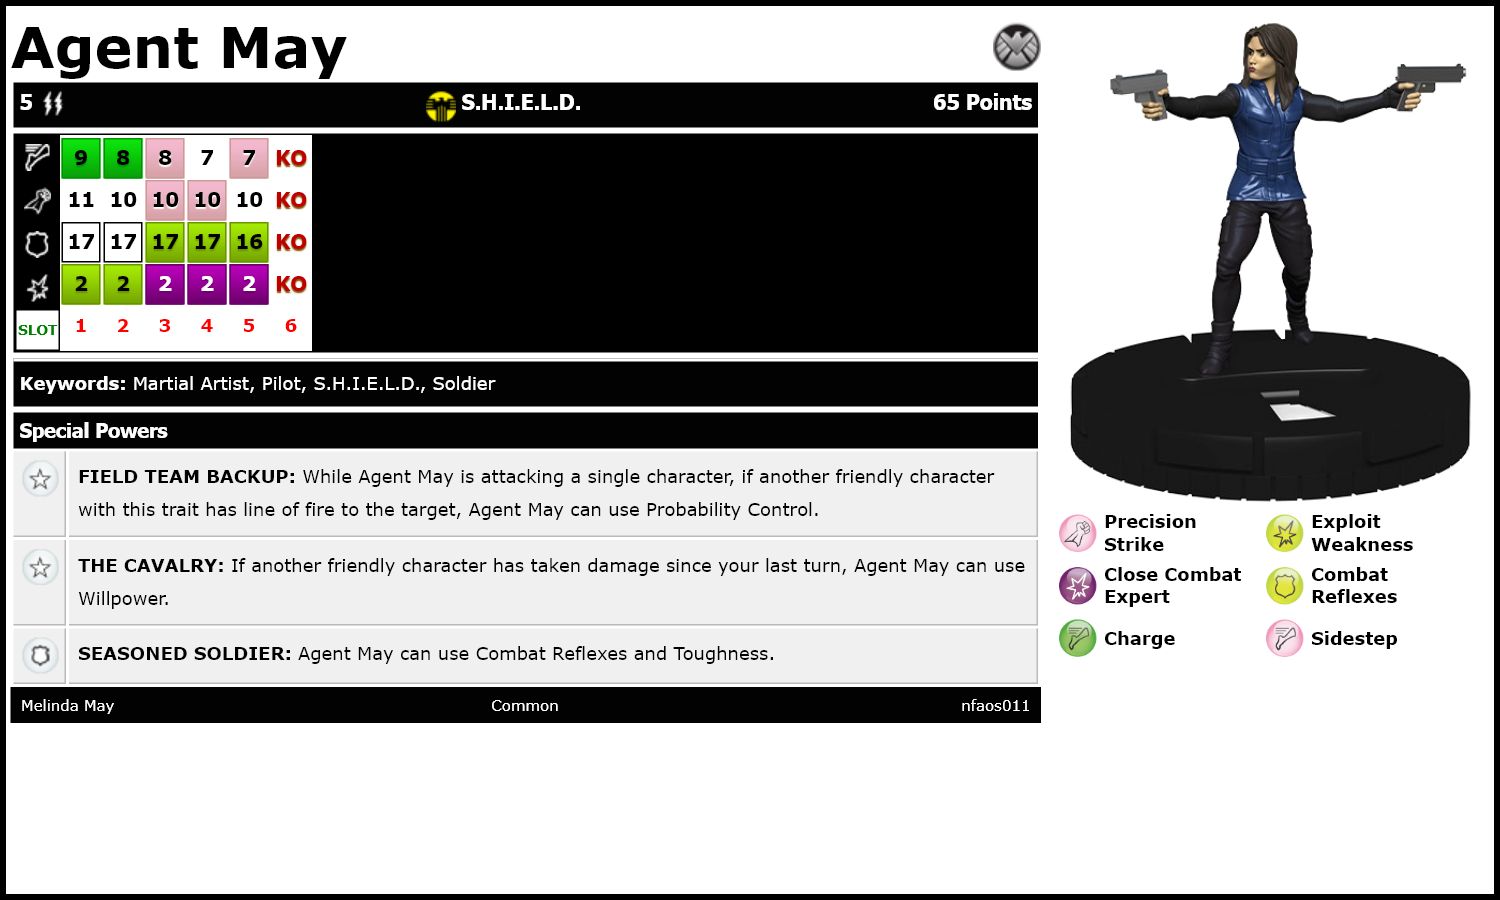 Agent May
5 S.H.I.E.L.D. 65 Points
9 8 8 7 7 KO
11 10 10 10 10 KO
17 17 17 17 16 KO
2 2 2 2 2 KO
SLOT 1 2 3 4 5 6
Keywords: Martial Artist, Pilot, S.H.I.E.L.D., Soldier
Special Powers
FIELD TEAM BACKUP: While Agent May is attacking a single character, if another friendly character
with this trait has line of fire to the target, Agent May can use Probability Control.
THE CAVALRY: If another friendly character has taken damage since your last turn, Agent May can use
Willpower.
SEASONED SOLDIER: Agent May can use Combat Reflexes and Toughness.
Melinda May Common nfaos011
Precision
Strike
Exploit
Weakness
Close Combat
Expert
Combat
Reflexes
Charge
Sidestep